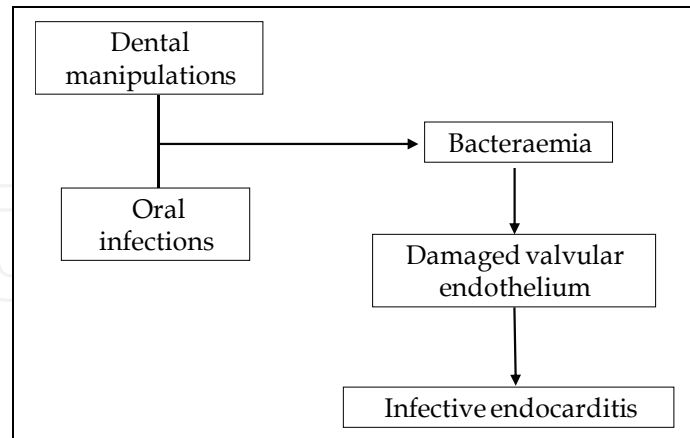 Dental
manipulations
Bacteraemia
Oral
infections
Damaged valvular
endothelium
Infective endocarditis